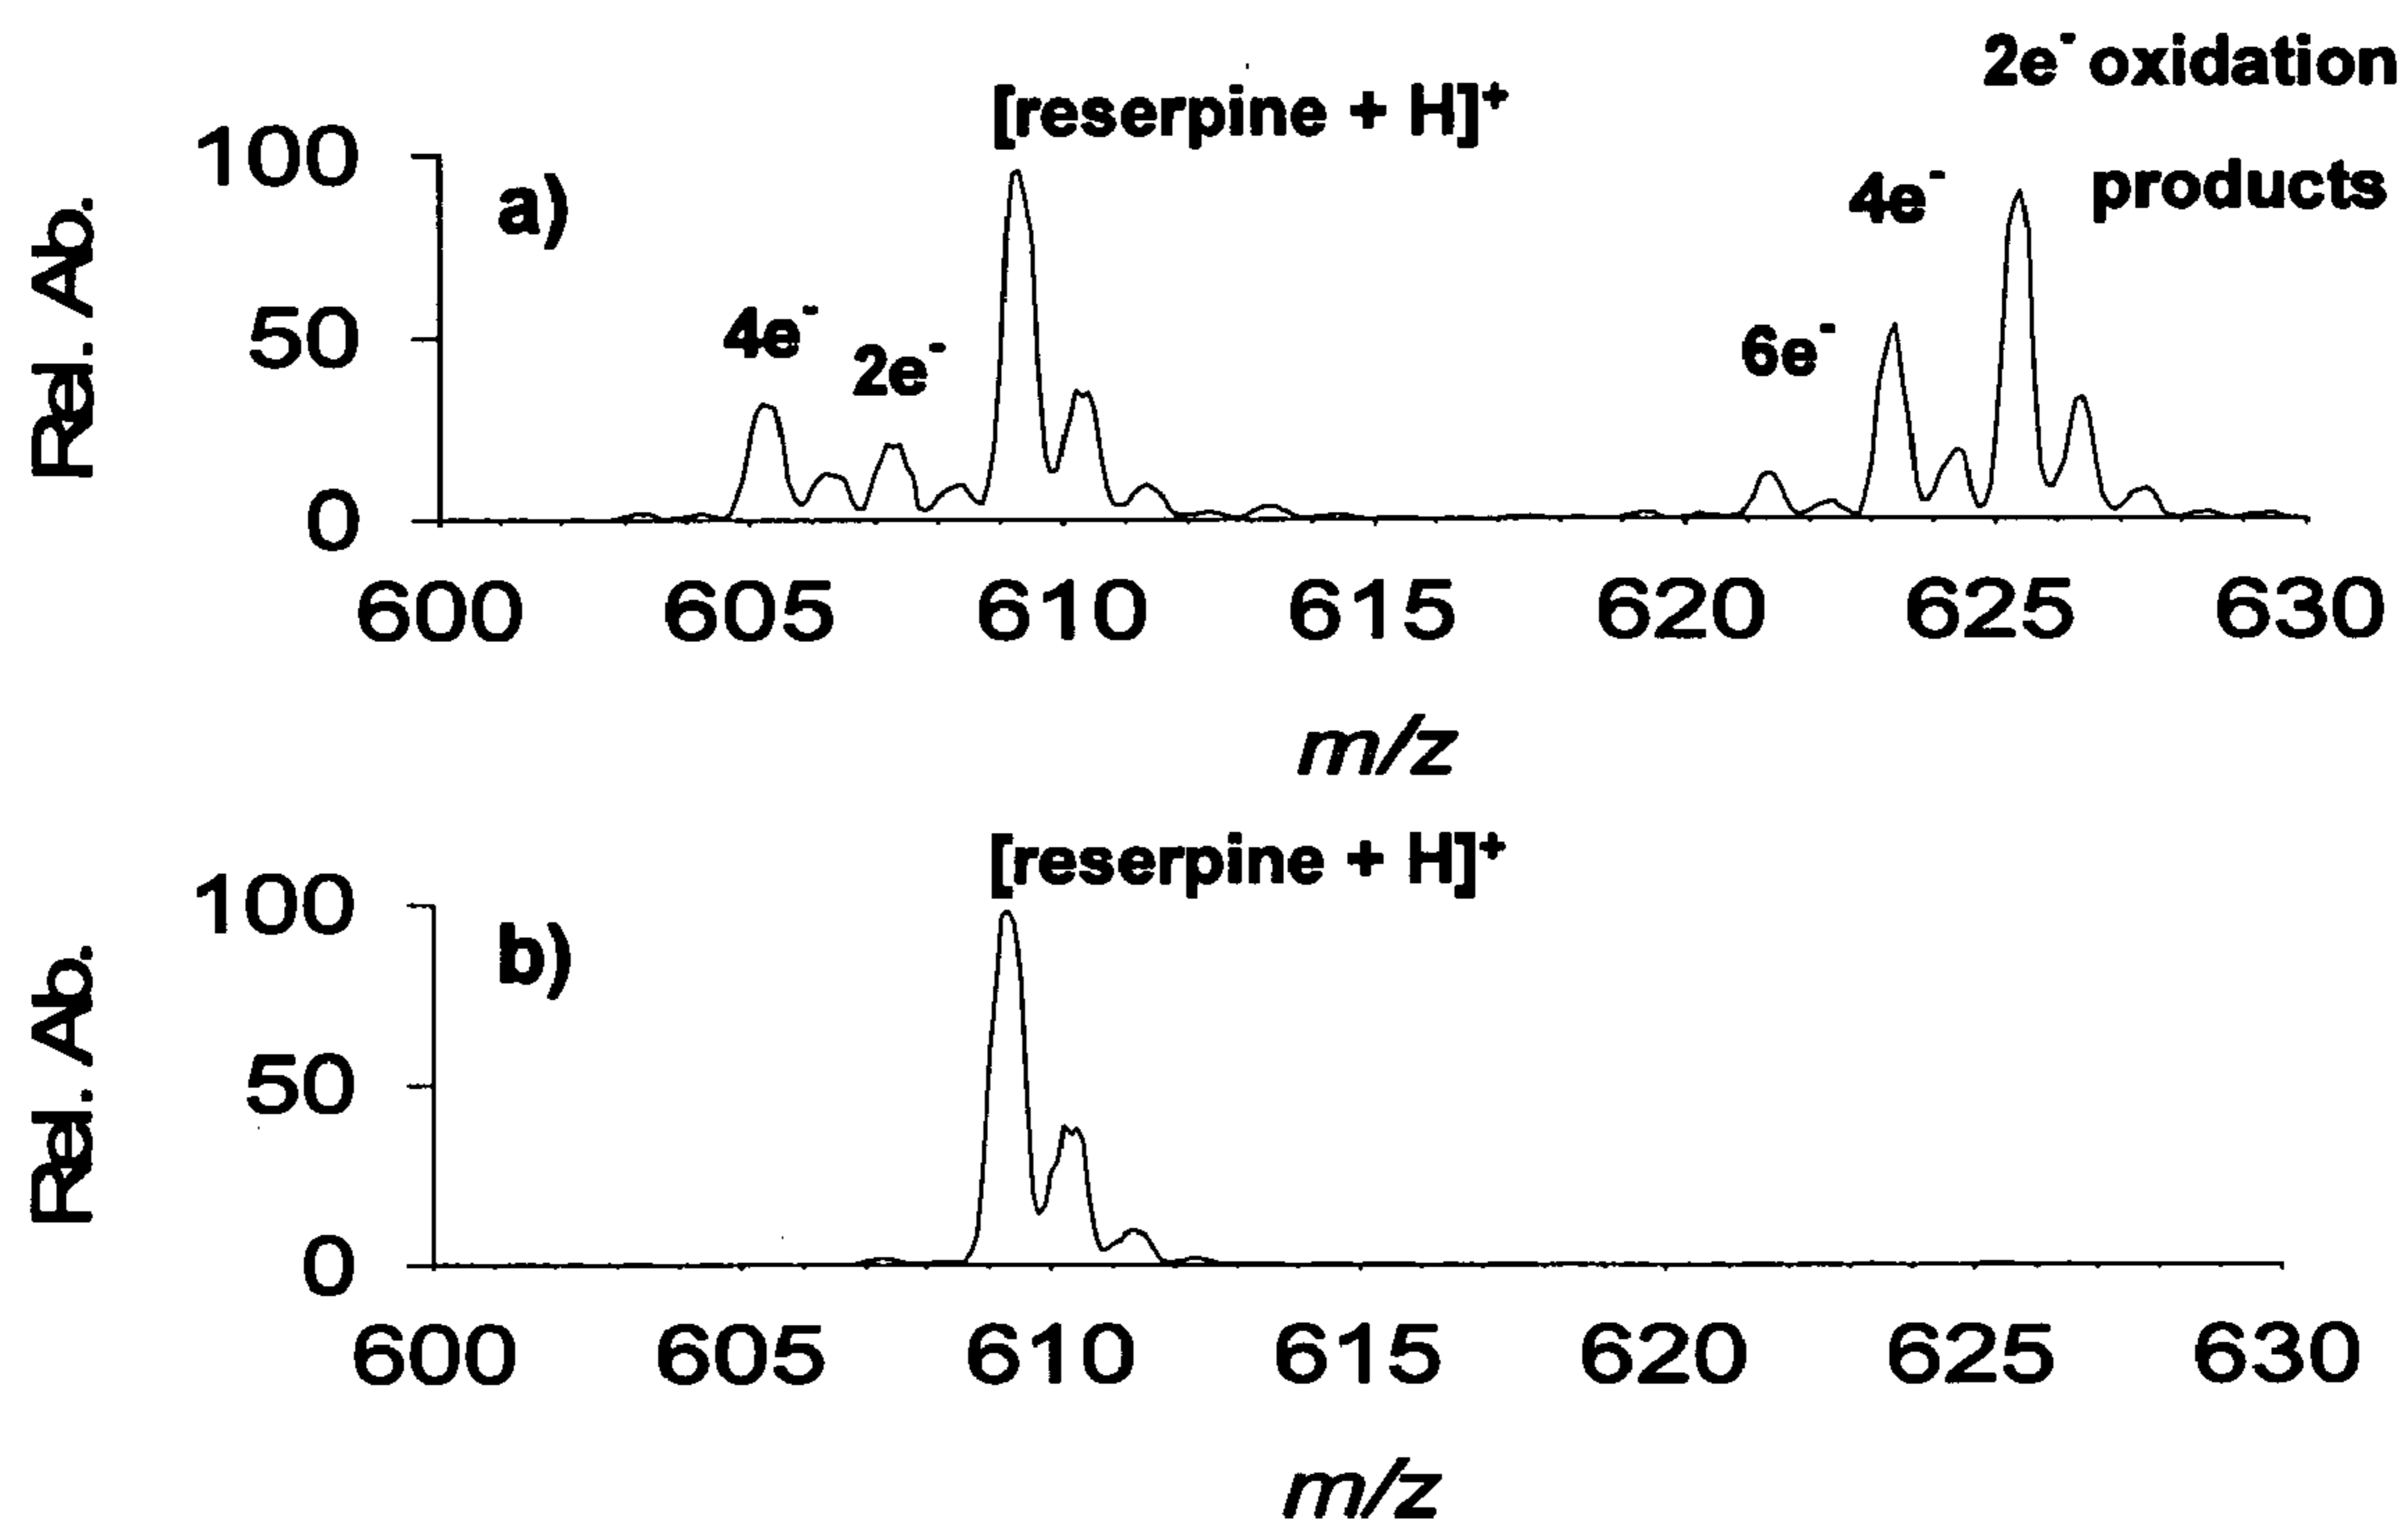 2e⁻ oxidation
[reserpine + H]⁺
100
a)
4e⁻
products
4e⁻
50
6e⁻
2e⁻
Rel. Ab.
0
600 605 610 615 620 625 630
m/z
[reserpine + H]⁺
100
b)
50
Rel. Ab.
0
600 605 610 615 620 625 630
m/z